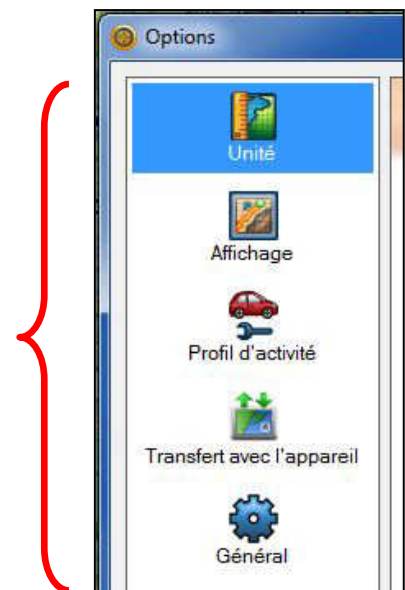 Options
Unité
Affichage
Profil d'activité
Transfert avec l'appareil
Général